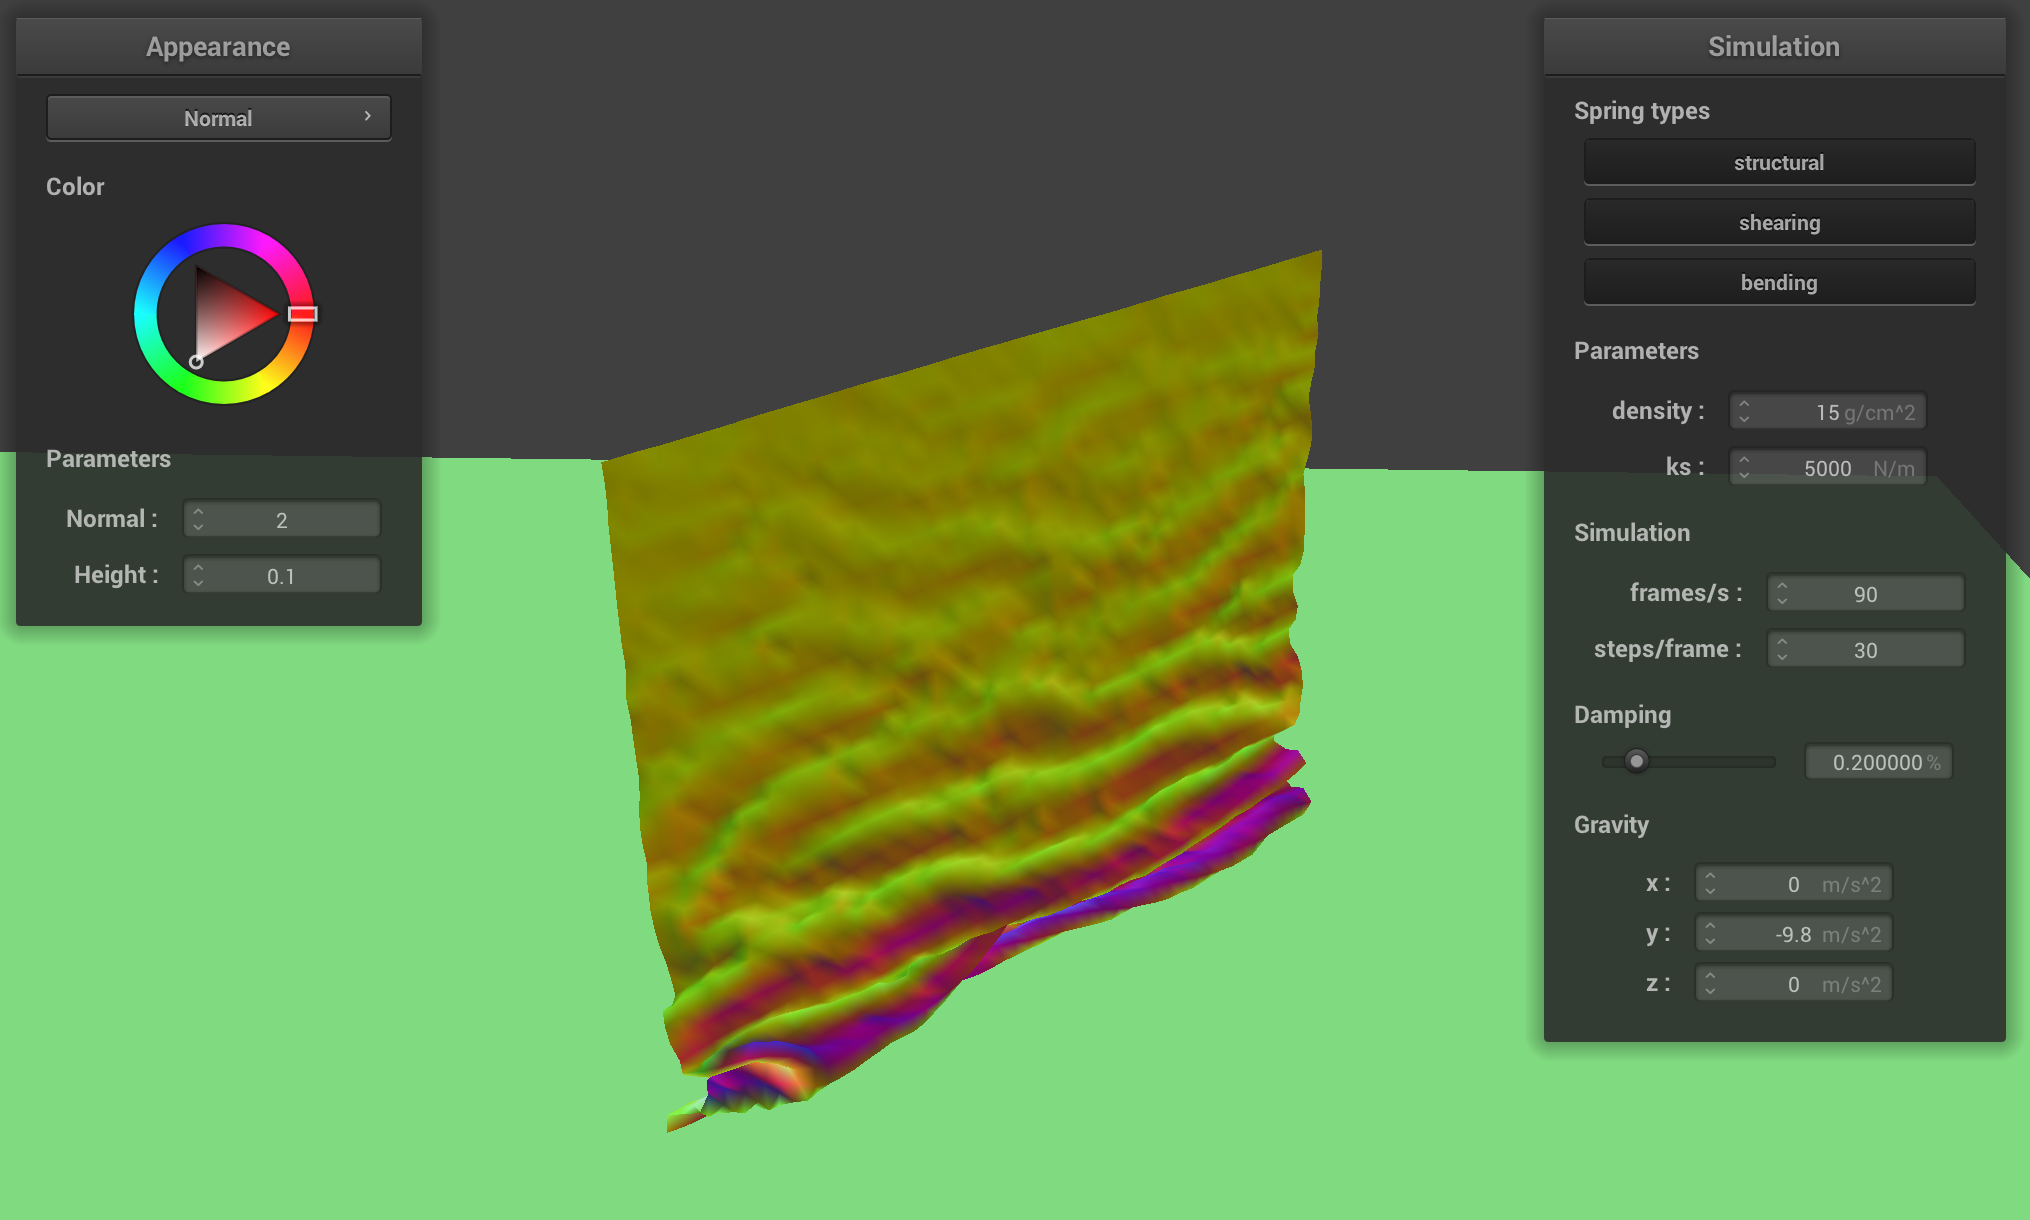 Appearance
Normal
Color
Parameters
Normal : 2
Height : 0.1
Simulation
Spring types
structural
shearing
bending
Parameters
density : 15 g/cm^2
ks : 5000 N/m
Simulation
frames/s : 90
steps/frame : 30
Damping
0.200000 %
Gravity
x : 0 m/s^2
y : -9.8 m/s^2
z : 0 m/s^2